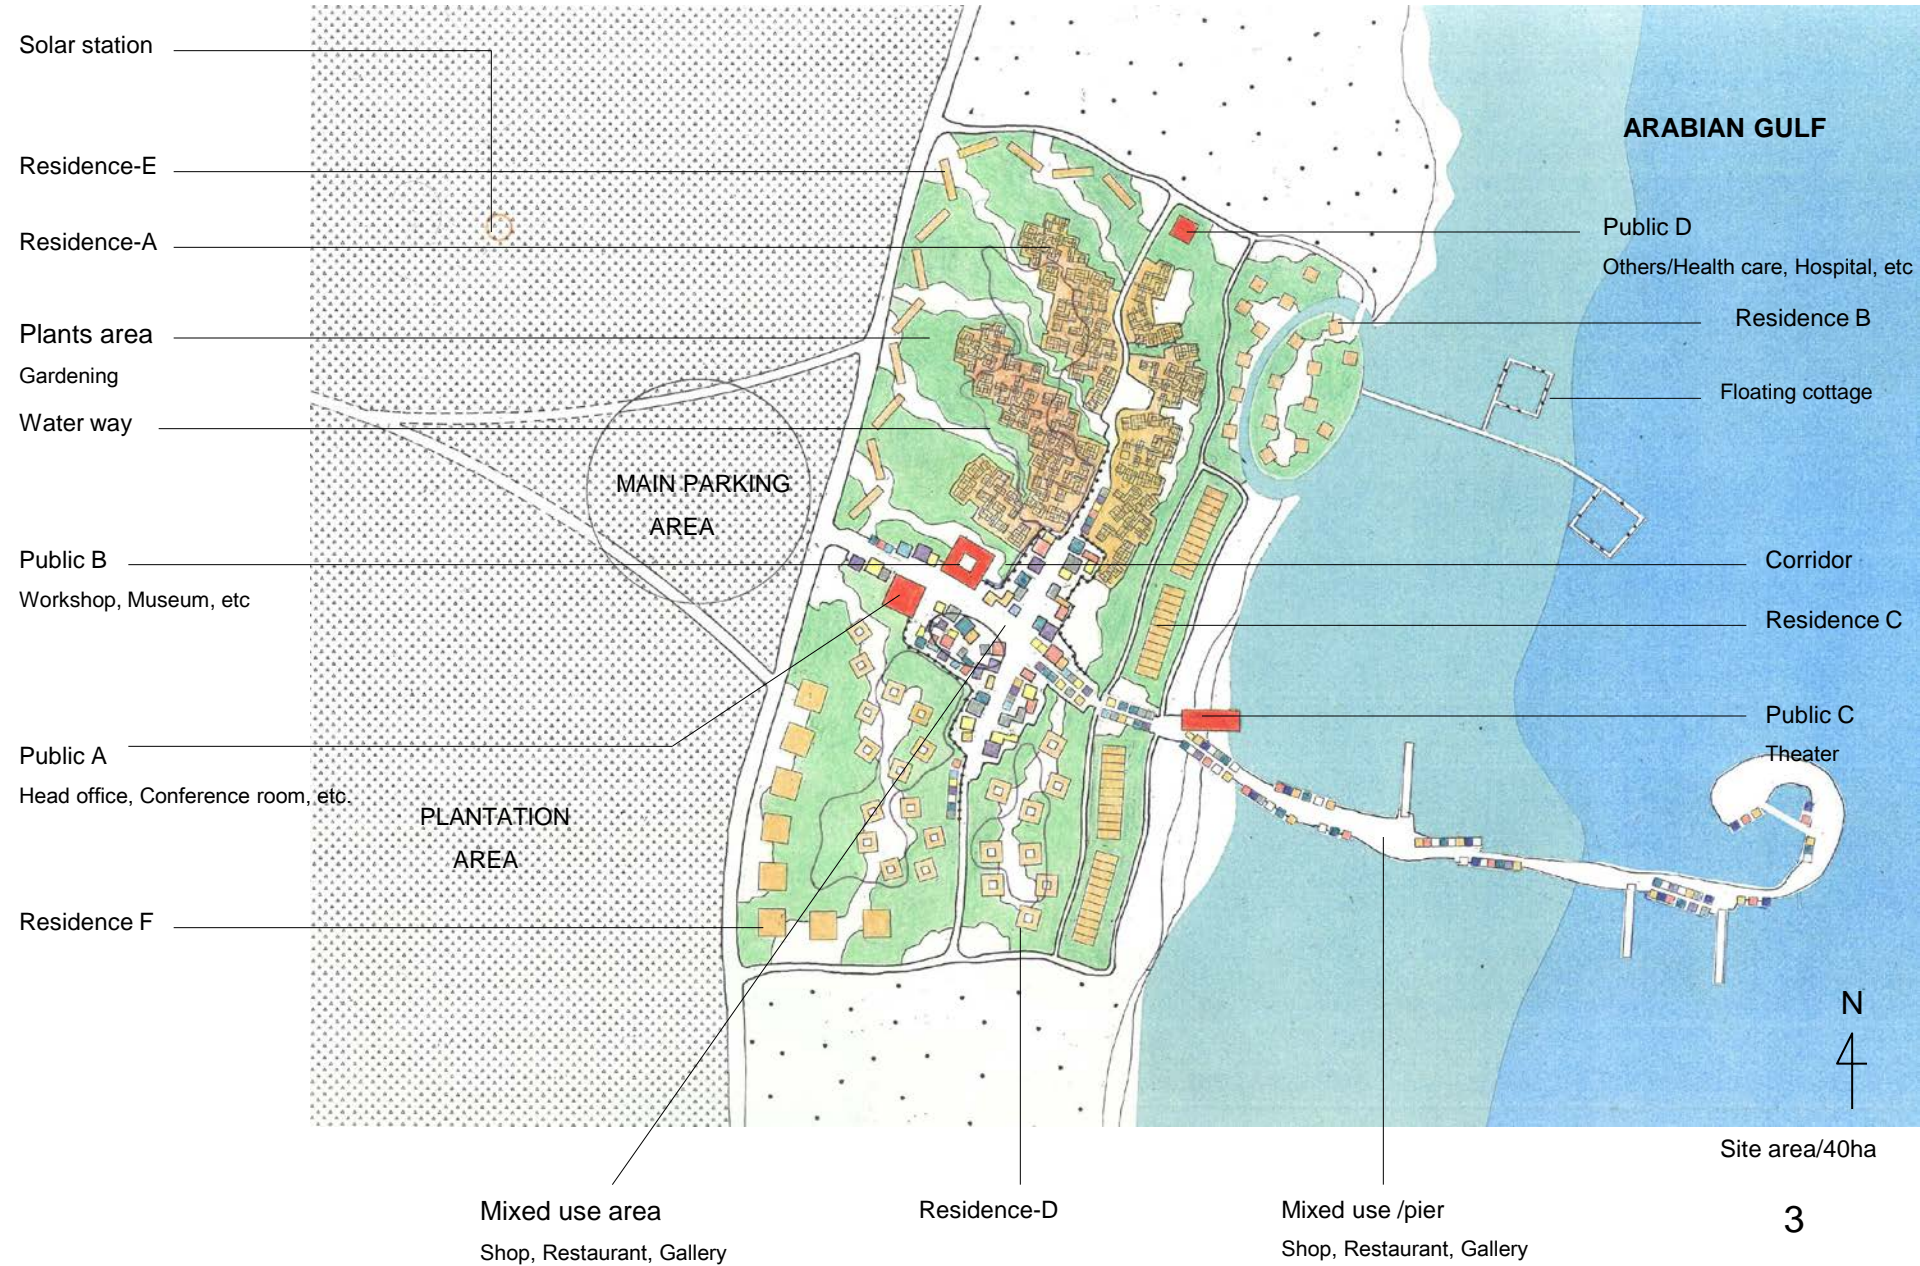 Solar station
Residence-E
Residence-A
Plants area
Gardening
Water way
MAIN PARKING
AREA
Public B
Workshop, Museum, etc
Public A
Head office, Conference room, etc.
PLANTATION
AREA
Residence F
ARABIAN GULF
Public D
Others/Health care, Hospital, etc
Residence B
Floating cottage
Corridor
Residence C
Public C
Theater
N
Site area/40ha
Mixed use area
Shop, Restaurant, Gallery
Residence-D
Mixed use /pier
Shop, Restaurant, Gallery
3